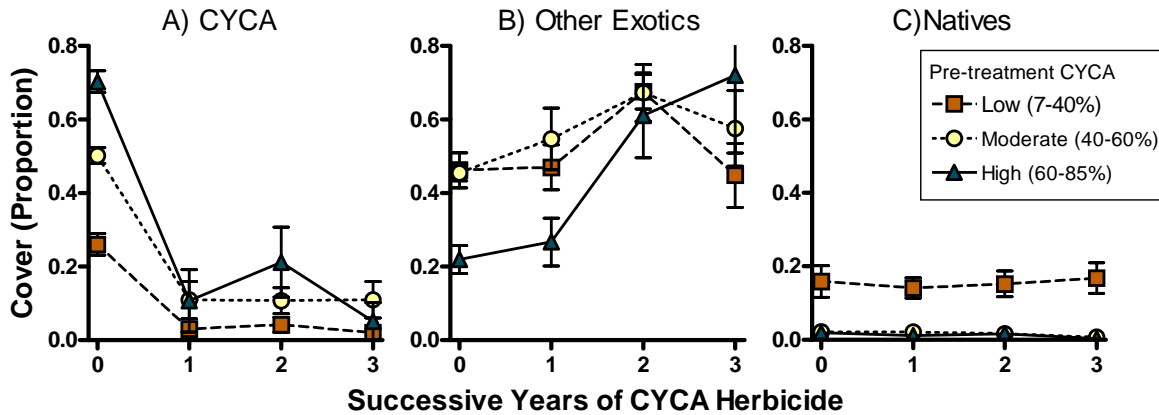 A) CYCA
B) Other Exotics
C)Natives
Cover (Proportion)
0.8
0.6
0.4
0.2
0.0
0 1 2 3
0.8
0.6
0.4
0.2
0.0
0 1 2 3
0.8
0.6
0.4
0.2
0.0
0 1 2 3
Pre-treatment CYCA
Low (7-40%)
Moderate (40-60%)
High (60-85%)
Successive Years of CYCA Herbicide